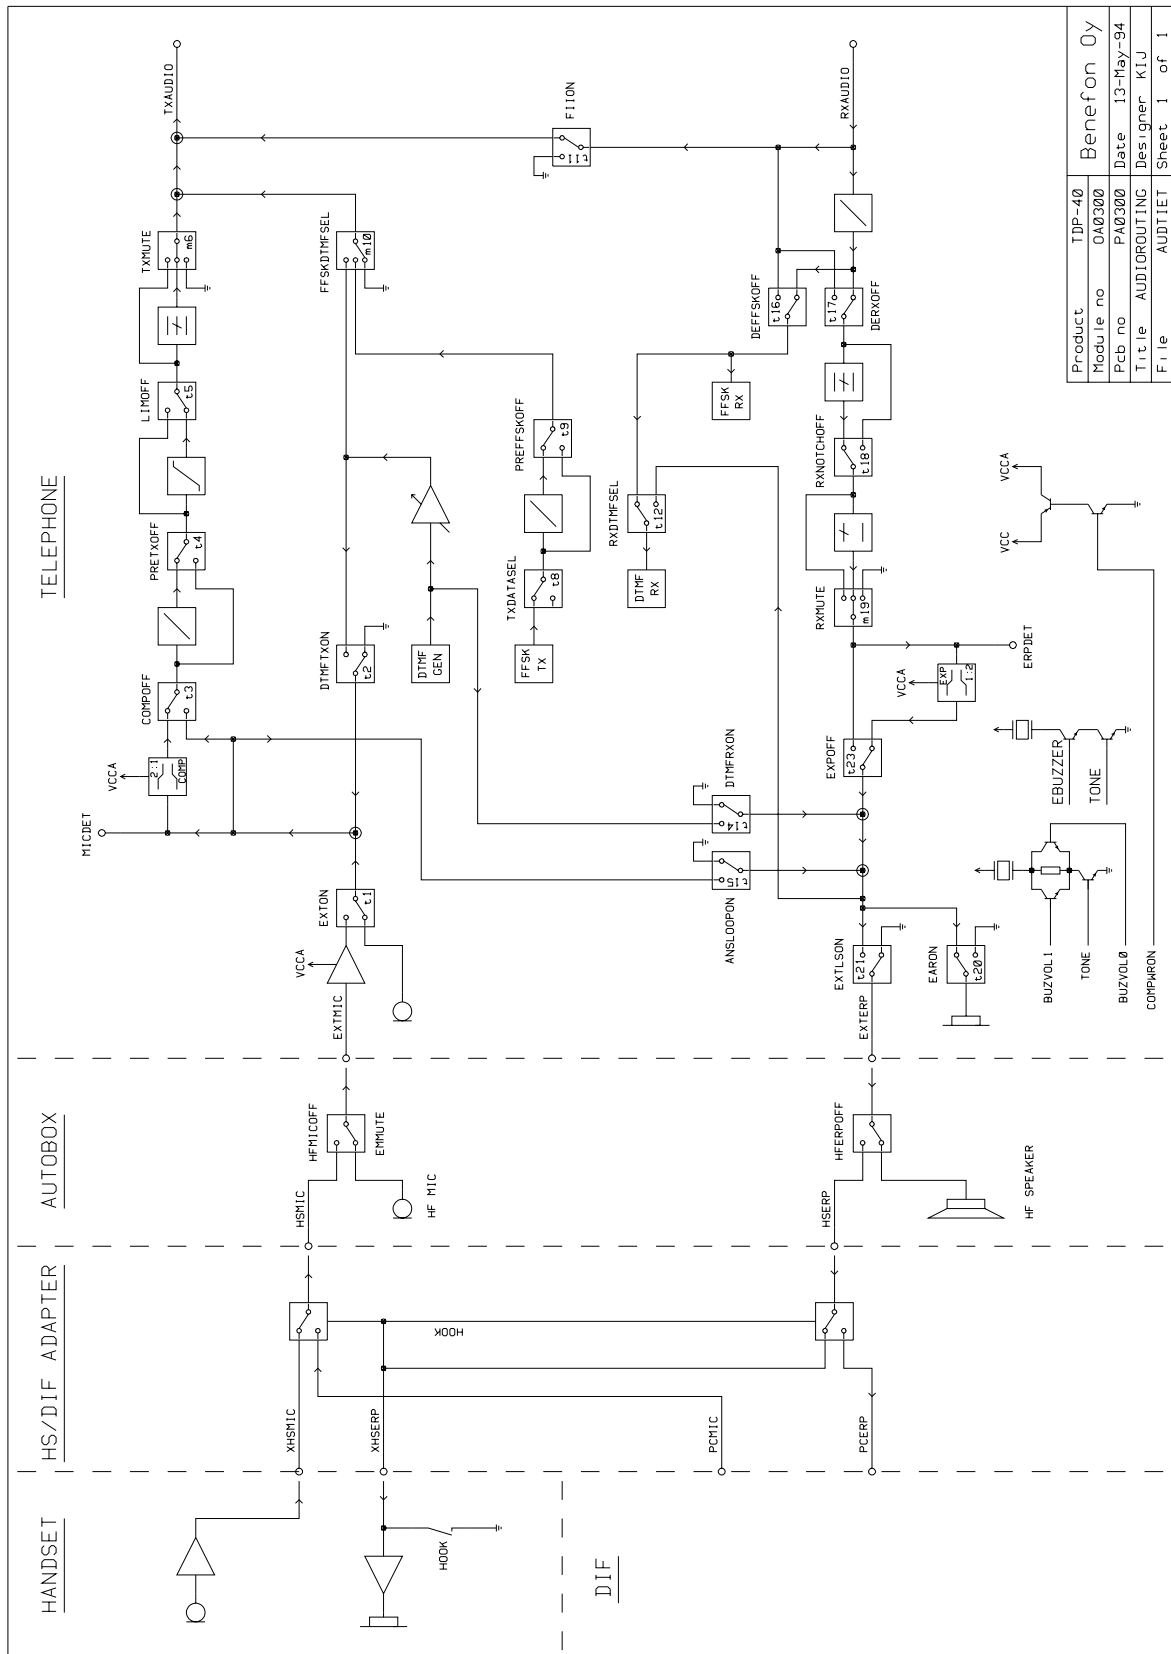 HANDSET
HS/DIF ADAPTER
AUTOBOX
TELEPHONE
DIF
HOOK
XHSMIC
XHSERP
PCMIC
PCERP
HOOK
HSMIC
HSERP
HFMICOFF
EMMUTE
HF MIC
HFERPOFF
HF SPEAKER
EXTMIC
EXTERP
VCCA
EXTON
t1
MICDET
VCCA
2:1
COMP
COMPOFF
t3
PRETXOFF
t4
LIMOFF
t5
TXMUTE
m6
TXAUDIO
DTMFTXON
t2
FFSKDTMFSEL
m10
DTMF
GEN
FFSK
TX
TXDATASEL
t8
PREFFSKOFF
t9
FIION
t11
DTMF
RX
RXDTMFSEL
t12
FFSK
RX
DEFFSKOFF
t16
DERXOFF
t17
RXAUDIO
RXNOTCHOFF
t18
RXMUTE
m19
ERPDET
VCCA
EXP
1:2
EXPOFF
t23
DTMFRXON
t14
ANSLOOPON
t15
EXTLSON
t21
EARON
t20
BUZVOL1
TONE
BUZVOL0
COMPWRON
EBUZZER
TONE
VCC
VCCA
Product TDP-40
Benefon Oy
Module no OA0300
Pcb no PA0300 Date 13-May-94
Title AUDIOROUTING Designer KIJ
File AUDTIET Sheet 1 of 1